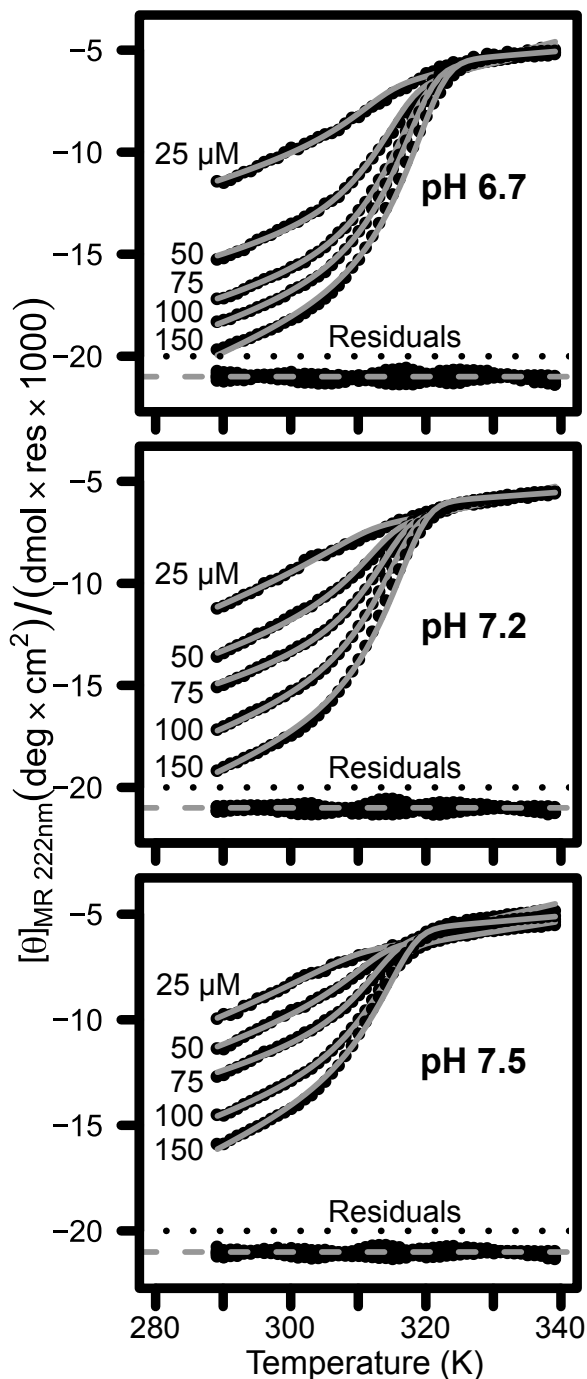 [θ]MR 222nm(deg × cm²)/(dmol × res × 1000)
−5
−10
−15
−20
25 µM
50
75
100
150
pH 6.7
Residuals
−5
−10
−15
−20
25 µM
50
75
100
150
pH 7.2
Residuals
−5
−10
−15
−20
25 µM
50
75
100
150
pH 7.5
Residuals
280 300 320 340
Temperature (K)